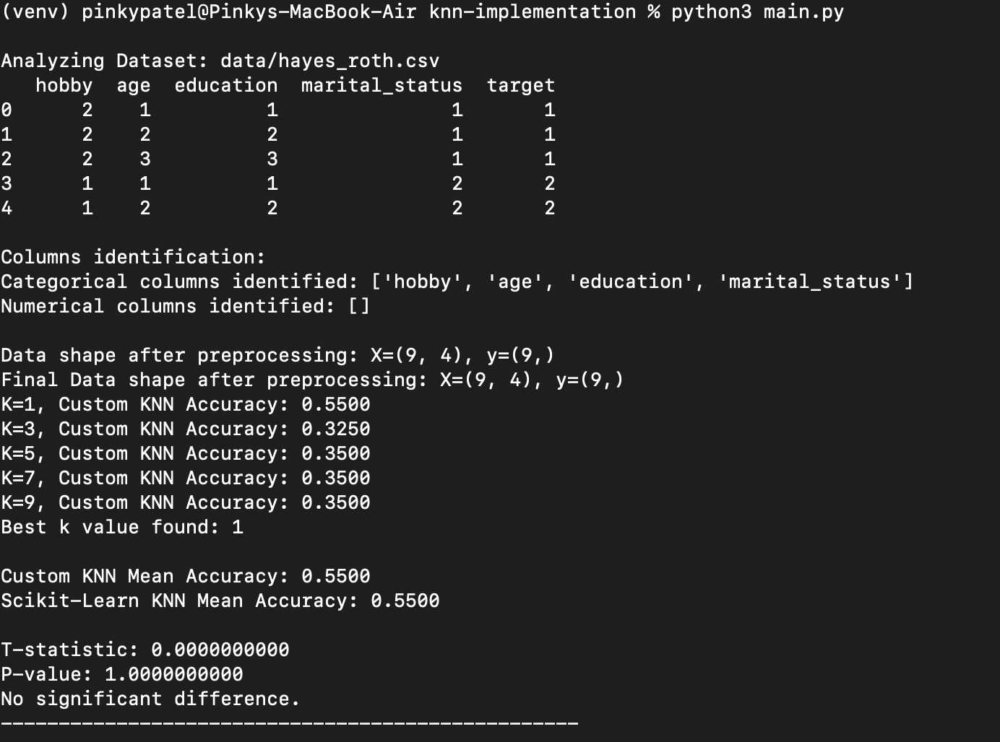 (venv) pinkypatel@Pinkys-MacBook-Air knn-implementation % python3 main.py
Analyzing Dataset: data/hayes_roth.csv
   hobby  age  education  marital_status  target
0      2    1          1               1       1
1      2    2          2               1       1
2      2    3          3               1       1
3      1    1          1               2       2
4      1    2          2               2       2
Columns identification:
Categorical columns identified: ['hobby', 'age', 'education', 'marital_status']
Numerical columns identified: []
Data shape after preprocessing: X=(9, 4), y=(9,)
Final Data shape after preprocessing: X=(9, 4), y=(9,)
K=1, Custom KNN Accuracy: 0.5500
K=3, Custom KNN Accuracy: 0.3250
K=5, Custom KNN Accuracy: 0.3500
K=7, Custom KNN Accuracy: 0.3500
K=9, Custom KNN Accuracy: 0.3500
Best k value found: 1
Custom KNN Mean Accuracy: 0.5500
Scikit-Learn KNN Mean Accuracy: 0.5500
T-statistic: 0.0000000000
P-value: 1.0000000000
No significant difference.
--------------------------------------------------